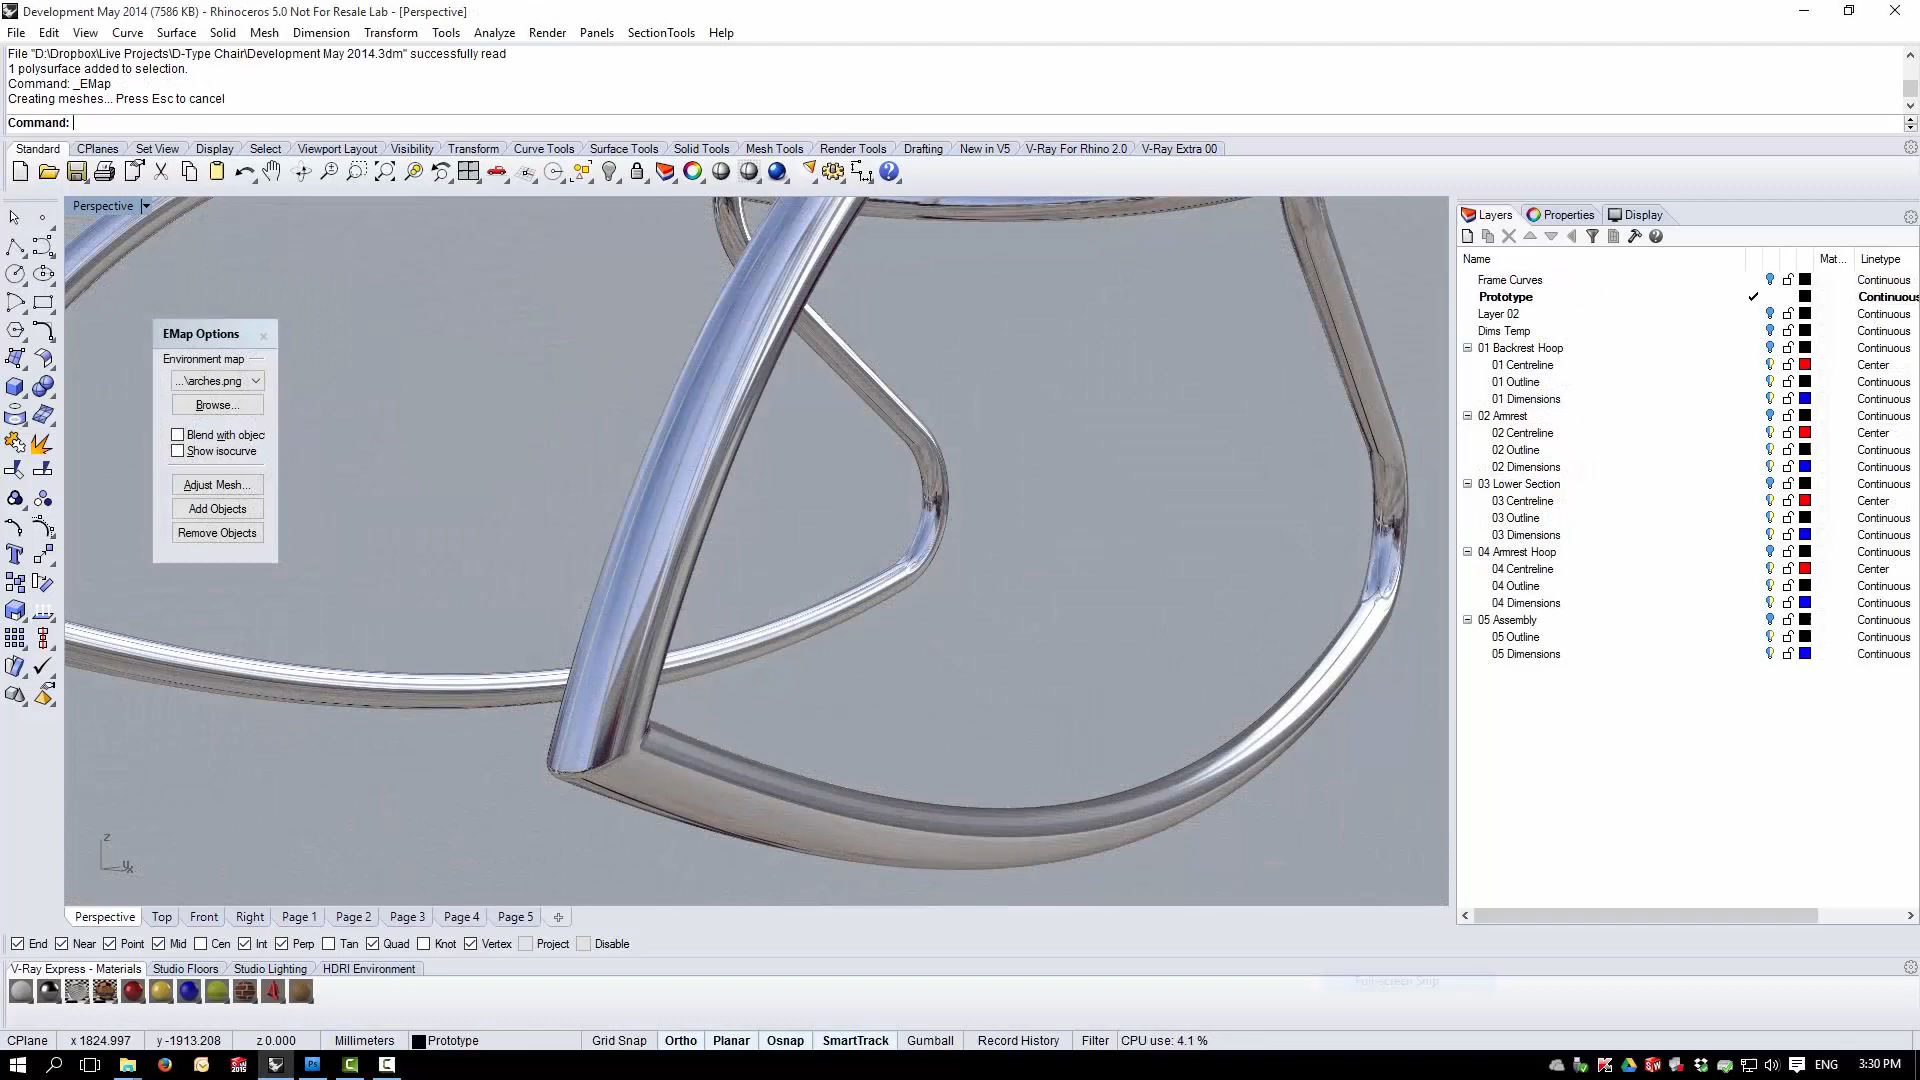 Development May 2014 (7586 KB) - Rhinoceros 5.0 Not For Resale Lab - [Perspective]
File Edit View Curve Surface Solid Mesh Dimension Transform Tools Analyze Render Panels SectionTools Help
File "D:\Dropbox\Live Projects\D-Type Chair\Development May 2014.3dm" successfully read
1 polysurface added to selection.
Command: _EMap
Creating meshes... Press Esc to cancel
Command:
Standard CPlanes Set View Display Select Viewport Layout Visibility Transform Curve Tools Surface Tools Solid Tools Mesh Tools Render Tools Drafting New in V5 V-Ray For Rhino 2.0 V-Ray Extra 00
Perspective
Layers Properties Display
Name Mat... Linetype
Frame Curves Continuous
Prototype Continuous
Layer 02 Continuous
Dims Temp Continuous
01 Backrest Hoop Continuous
01 Centreline Center
01 Outline Continuous
01 Dimensions Continuous
02 Amrest Continuous
02 Centreline Center
02 Outline Continuous
02 Dimensions Continuous
03 Lower Section Continuous
03 Centreline Center
03 Outline Continuous
03 Dimensions Continuous
04 Amrest Hoop Continuous
04 Centreline Center
04 Outline Continuous
04 Dimensions Continuous
05 Assembly Continuous
05 Outline Continuous
05 Dimensions Continuous
EMap Options
Environment map
...\arches.png
Browse...
Blend with objec
Show isocurve
Adjust Mesh...
Add Objects
Remove Objects
z
y
x
Perspective Top Front Right Page 1 Page 2 Page 3 Page 4 Page 5
End Near Point Mid Cen Int Perp Tan Quad Knot Vertex Project Disable
V-Ray Express - Materials Studio Floors Studio Lighting HDRI Environment
Full-screen Snip
CPlane x 1824.997 y -1913.208 z 0.000 Millimeters Prototype Grid Snap Ortho Planar Osnap SmartTrack Gumball Record History Filter CPU use: 4.1 %
ENG 3:30 PM